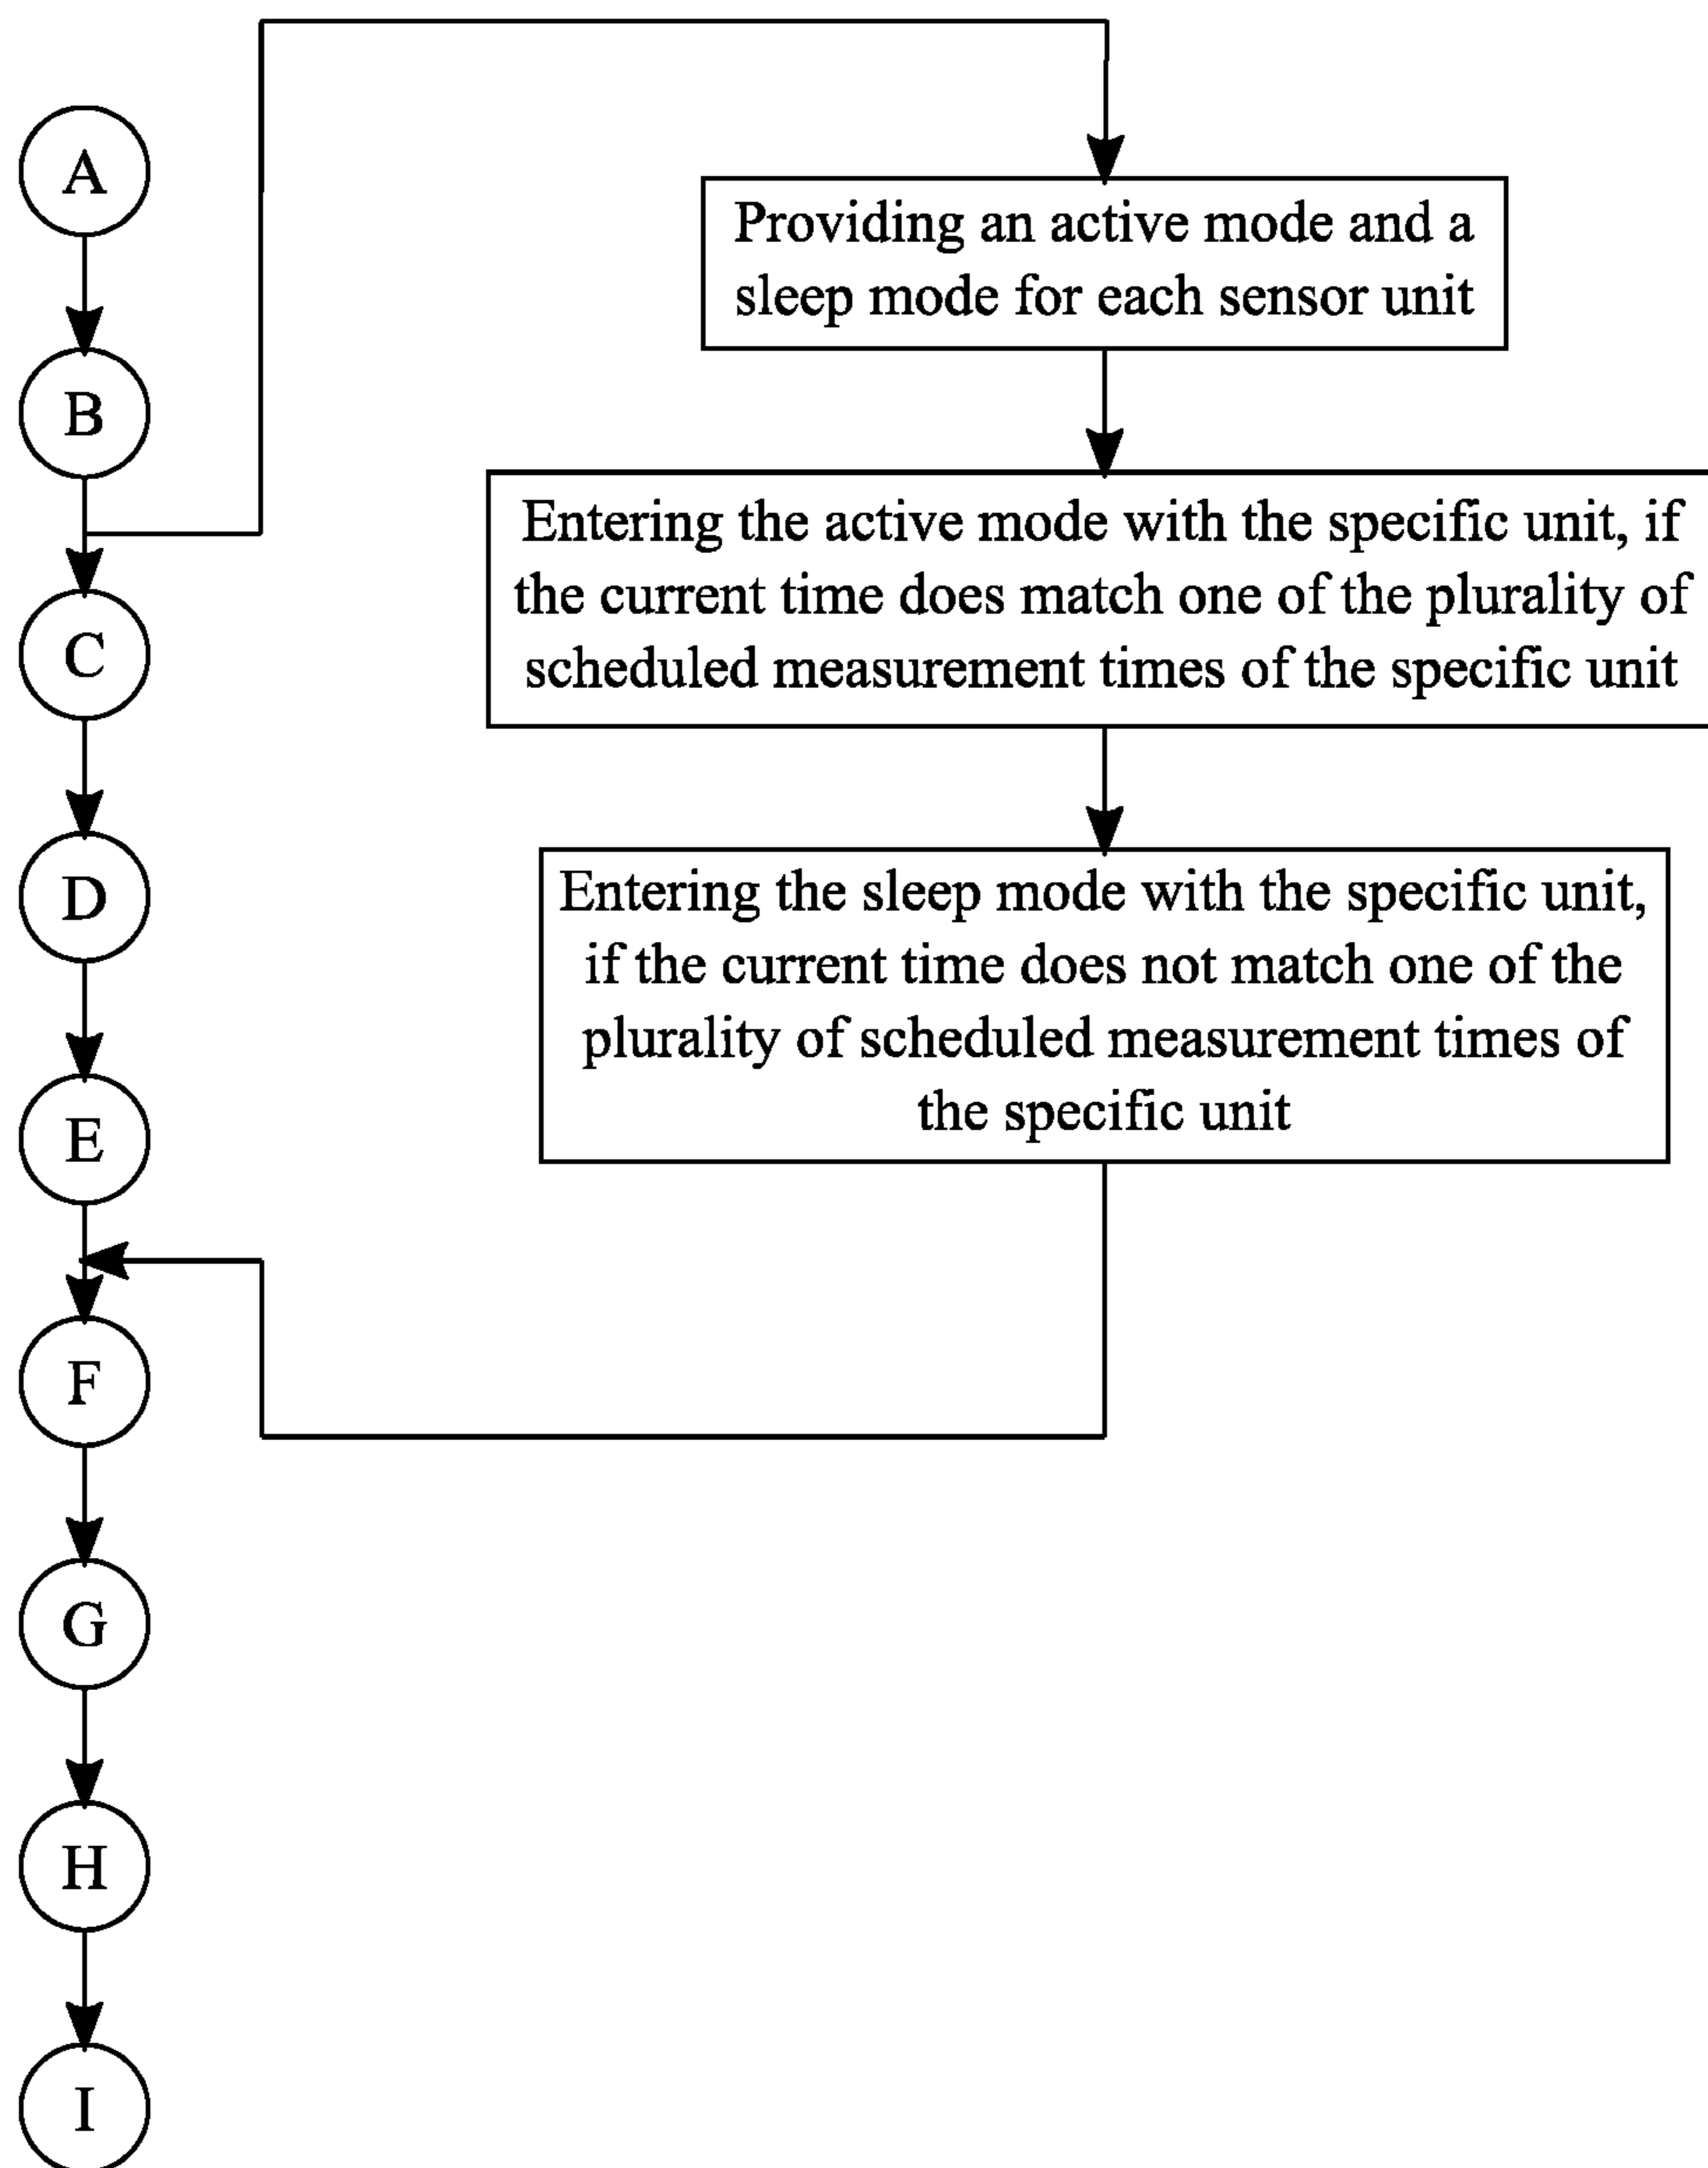 A
B
C
D
E
F
G
H
I
Providing an active mode and a
sleep mode for each sensor unit
Entering the active mode with the specific unit, if
the current time does match one of the plurality of
scheduled measurement times of the specific unit
Entering the sleep mode with the specific unit,
if the current time does not match one of the
plurality of scheduled measurement times of
the specific unit